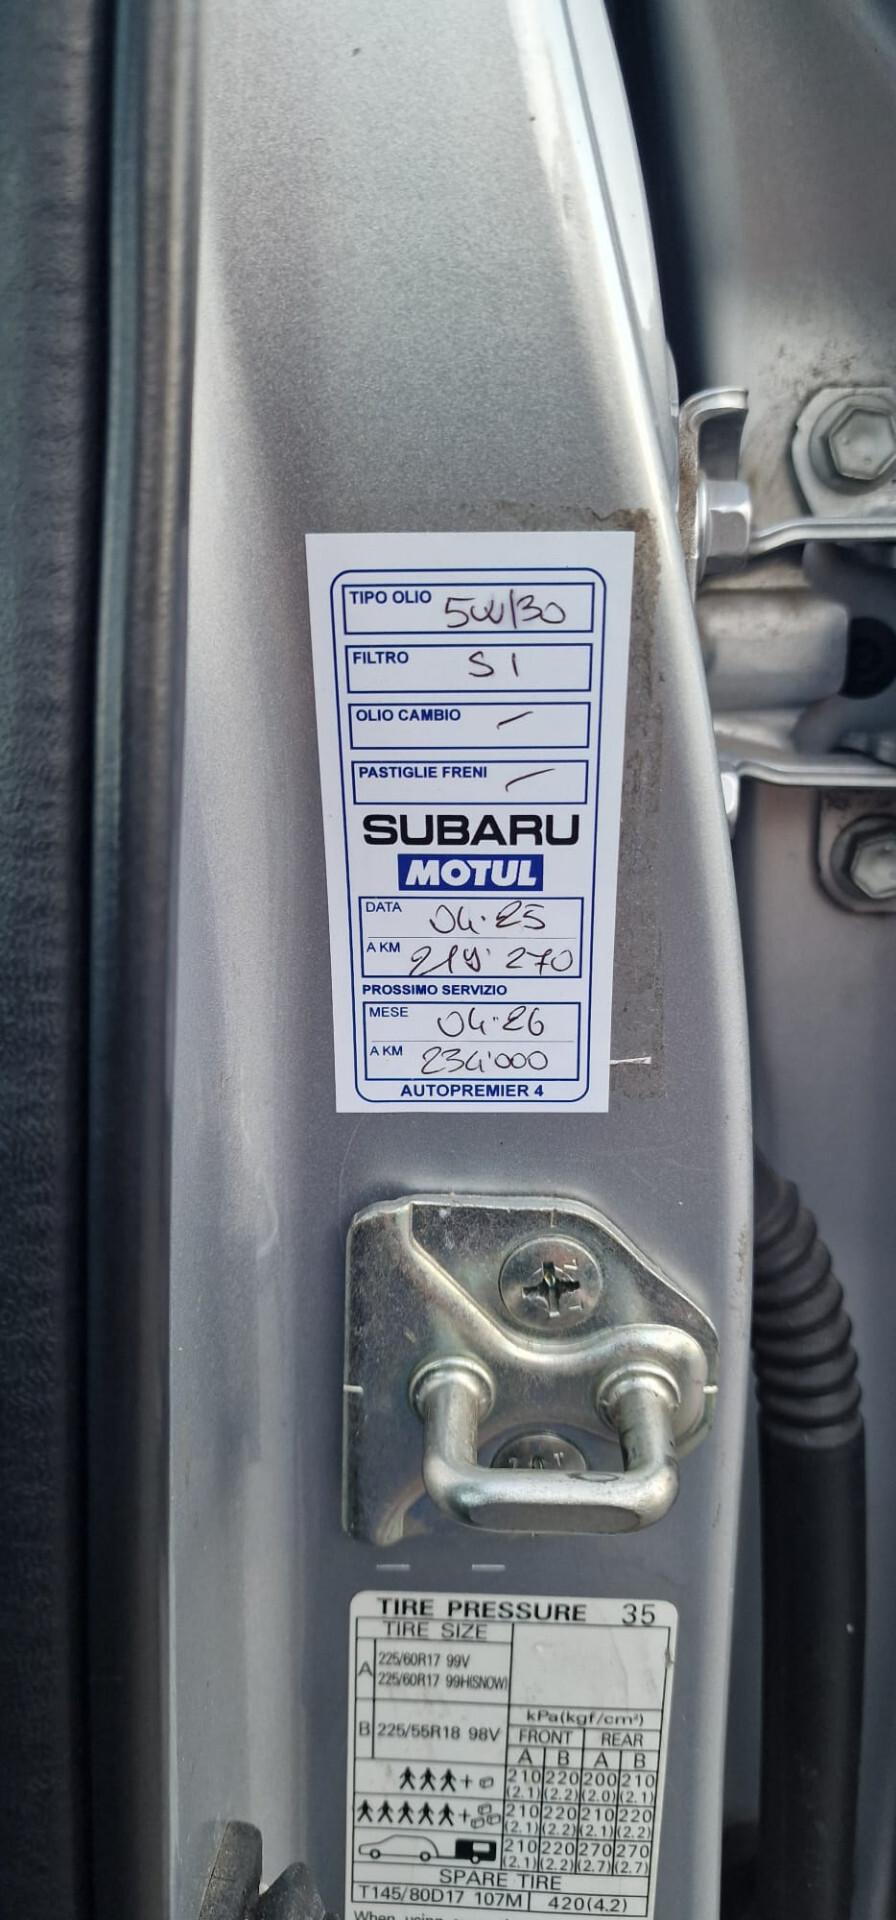 TIPO OLIO 5W/30
FILTRO SI
OLIO CAMBIO –
PASTIGLIE FRENI –
SUBARU
MOTUL
DATA 04·25
A KM 219'270
PROSSIMO SERVIZIO
MESE 04·26
A KM 234'000
AUTOPREMIER 4
TIRE PRESSURE 35
TIRE SIZE
A 225/60R17 99V
225/60R17 99H(SNOW)
kPa(kgf/cm²)
B 225/55R18 98V
FRONT REAR
A B A B
+ 210 220 200 210
(2.1) (2.2) (2.0) (2.1)
+ 210 220 210 220
(2.1) (2.2) (2.1) (2.2)
210 220 270 270
(2.1) (2.2) (2.7) (2.7)
SPARE TIRE
T145/80D17 107M 420(4.2)
When using